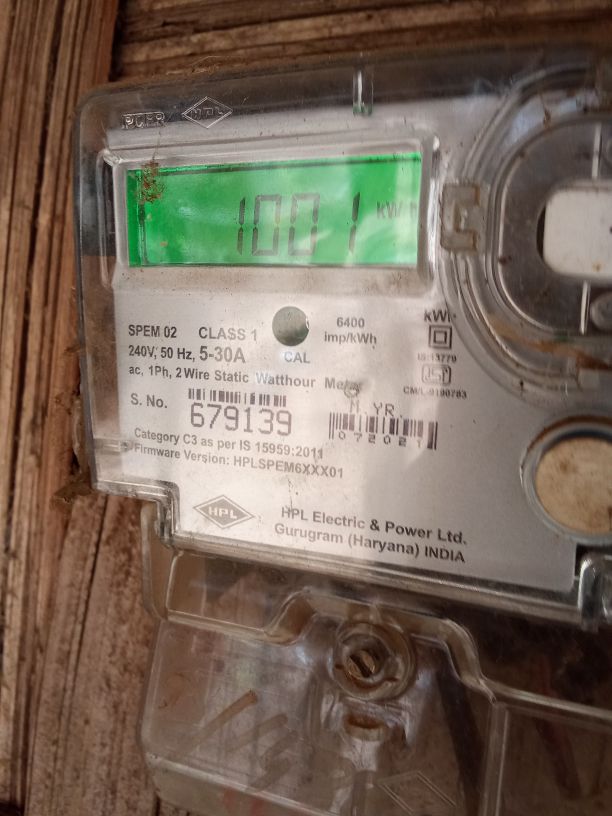 HPL
1001 kWh
SPEM 02 CLASS 1
6400 imp/kWh
kWh
240V, 50 Hz, 5-30A
CAL
IS:13779
ac, 1Ph, 2 Wire Static Watthour Meter
CM/L-9190783
S. No.
679139
M. YR.
072021
Category C3 as per IS 15959:2011
Firmware Version: HPLSPEM6XXX01
HPL
HPL Electric & Power Ltd.
Gurugram (Haryana) INDIA